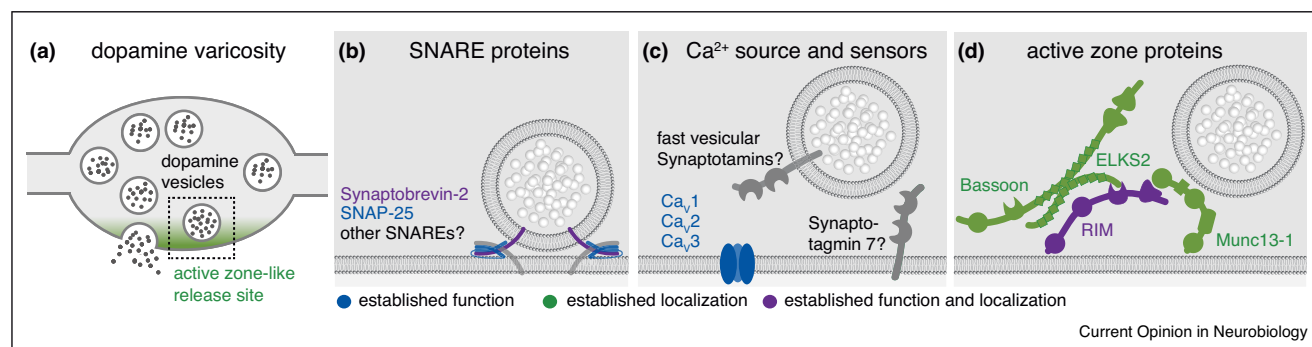 (a) dopamine varicosity
dopamine
vesicles
active zone-like
release site
(b) SNARE proteins
Synaptobrevin-2
SNAP-25
other SNAREs?
(c) Ca²⁺ source and sensors
fast vesicular
Synaptotamins?
Caᵥ1
Caᵥ2
Caᵥ3
Synapto-
tagmin 7?
(d) active zone proteins
ELKS2
Bassoon
RIM
Munc13-1
established function established localization established function and localization
Current Opinion in Neurobiology